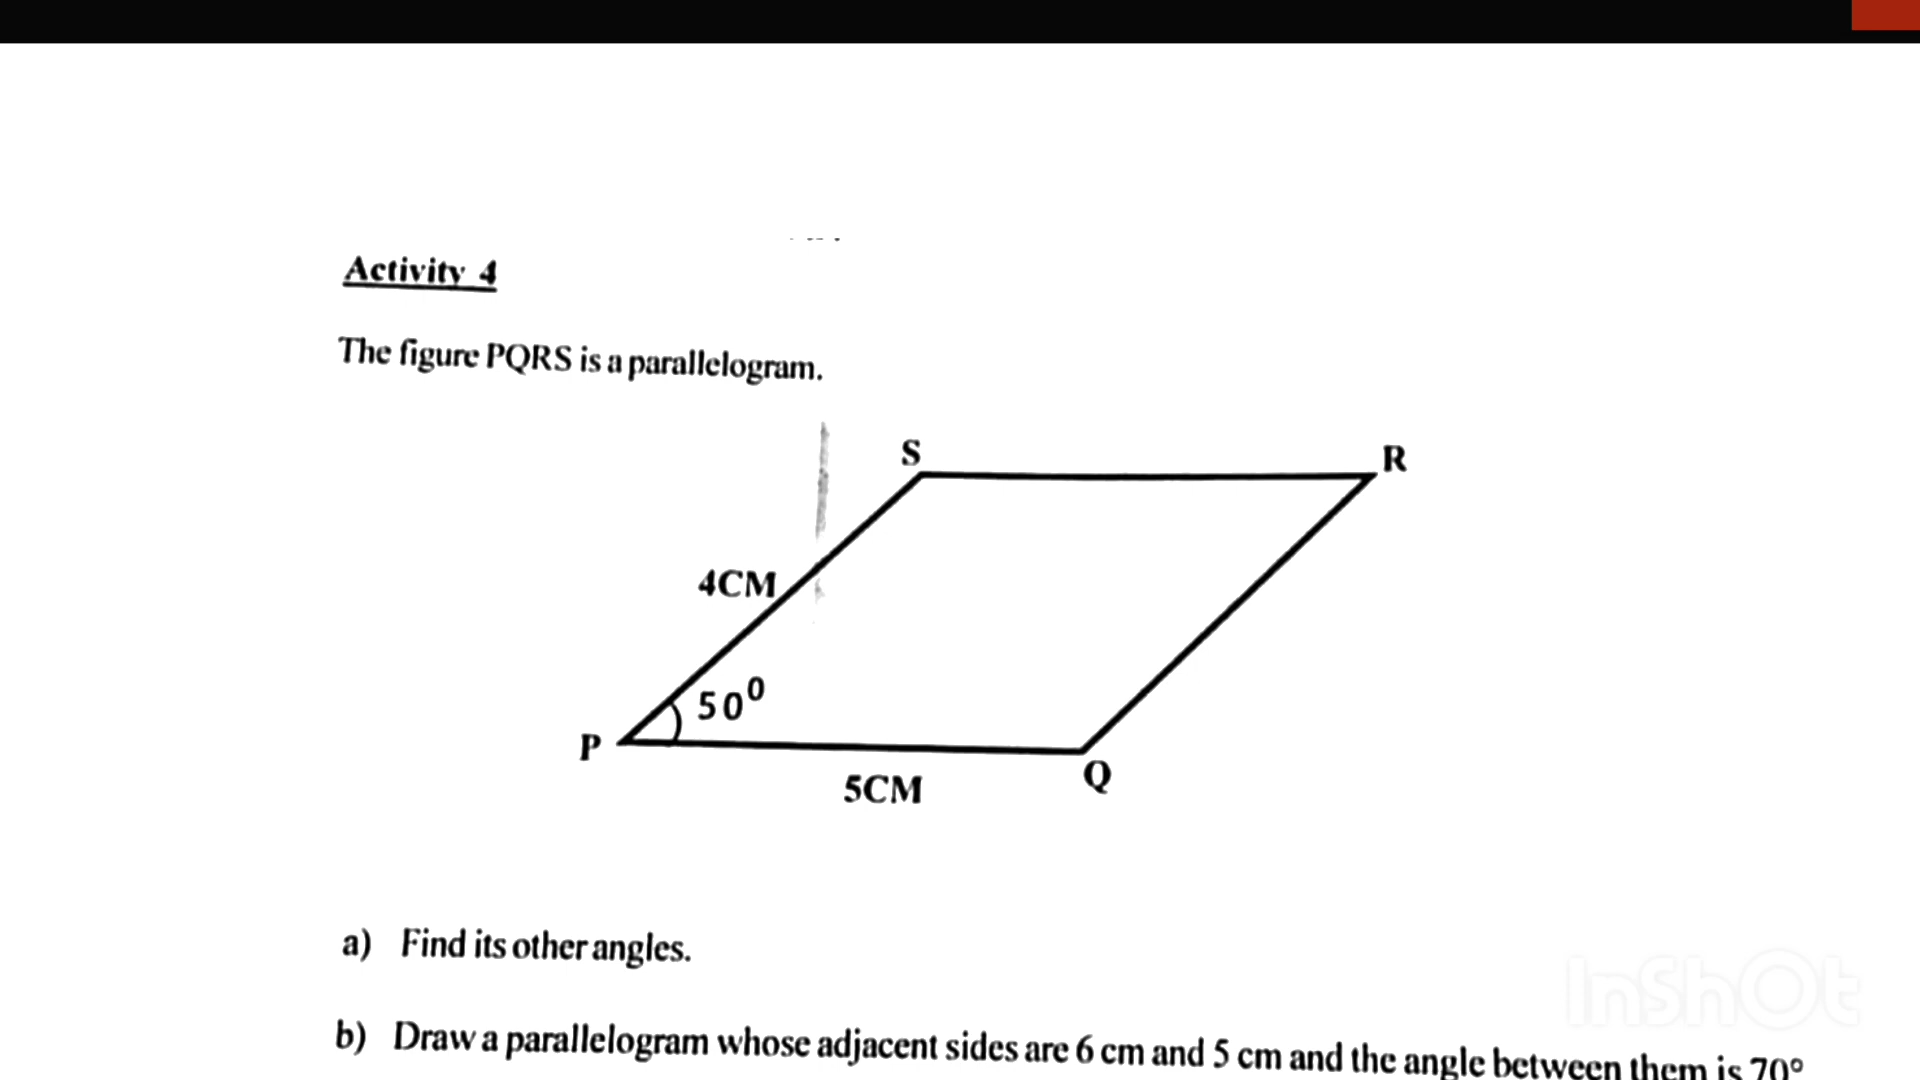 Activity 4
The figure PQRS is a parallelogram.
S
R
4CM
50⁰
P
Q
5CM
a) Find its other angles.
b) Draw a parallelogram whose adjacent sides are 6 cm and 5 cm and the angle between them is 70°
InShOt